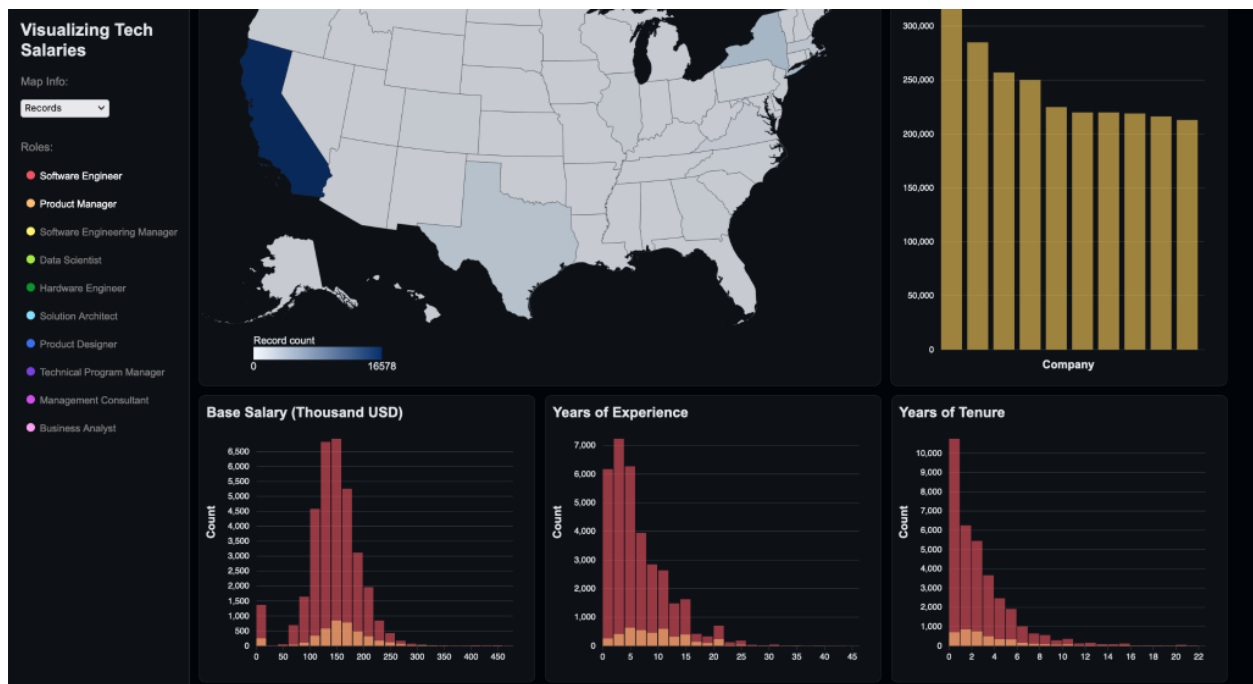 Visualizing Tech
Salaries
Map Info:
Records
Roles:
Software Engineer
Product Manager
Software Engineering Manager
Data Scientist
Hardware Engineer
Solution Architect
Product Designer
Technical Program Manager
Management Consultant
Business Analyst
Record count
0 16578
300,000
250,000
200,000
150,000
100,000
50,000
0
Company
Base Salary (Thousand USD)
Count
6,500
6,000
5,500
5,000
4,500
4,000
3,500
3,000
2,500
2,000
1,500
1,000
500
0
0 50 100 150 200 250 300 350 400 450
Years of Experience
Count
7,000
6,000
5,000
4,000
3,000
2,000
1,000
0
0 5 10 15 20 25 30 35 40 45
Years of Tenure
Count
10,000
9,000
8,000
7,000
6,000
5,000
4,000
3,000
2,000
1,000
0
0 2 4 6 8 10 12 14 16 18 20 22